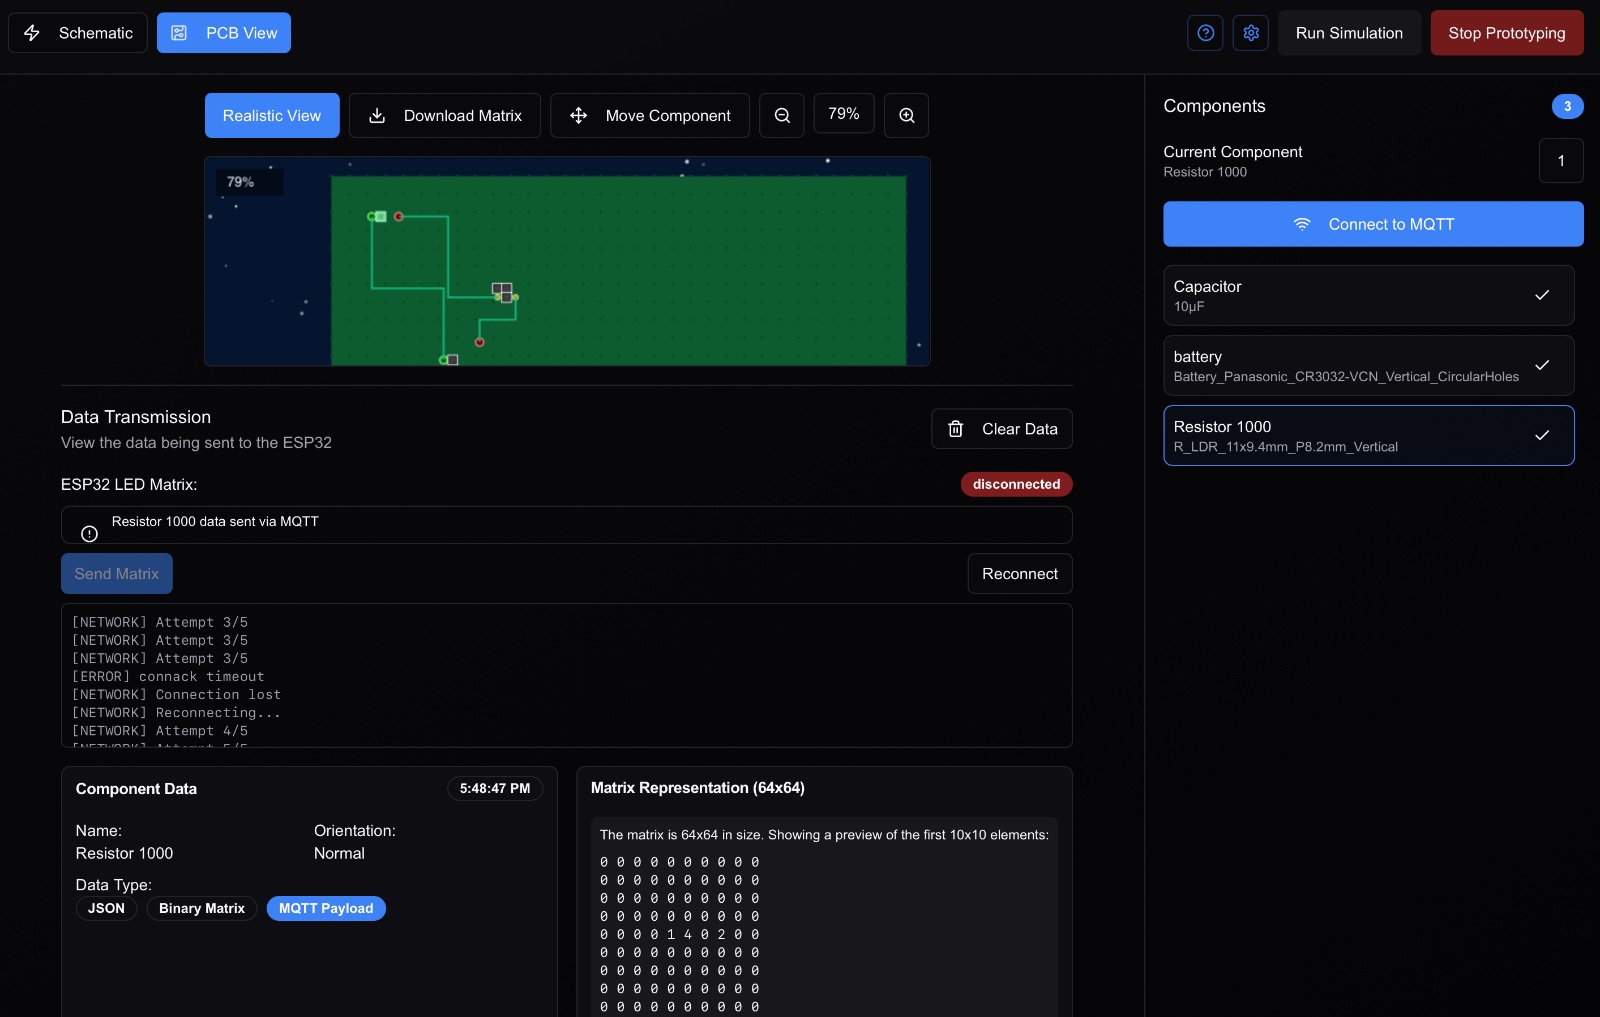 Schematic
PCB View
Run Simulation
Stop Prototyping
Realistic View
Download Matrix
Move Component
79%
79%
Data Transmission
View the data being sent to the ESP32
Clear Data
ESP32 LED Matrix:
disconnected
Resistor 1000 data sent via MQTT
Send Matrix
Reconnect
[NETWORK] Attempt 3/5
[NETWORK] Attempt 3/5
[NETWORK] Attempt 3/5
[ERROR] connack timeout
[NETWORK] Connection lost
[NETWORK] Reconnecting...
[NETWORK] Attempt 4/5
[NETWORK] Attempt 5/5
Component Data
5:48:47 PM
Name:
Resistor 1000
Orientation:
Normal
Data Type:
JSON
Binary Matrix
MQTT Payload
Matrix Representation (64x64)
The matrix is 64x64 in size. Showing a preview of the first 10x10 elements:
0 0 0 0 0 0 0 0 0 0
0 0 0 0 0 0 0 0 0 0
0 0 0 0 0 0 0 0 0 0
0 0 0 0 0 0 0 0 0 0
0 0 0 0 1 4 0 2 0 0
0 0 0 0 0 0 0 0 0 0
0 0 0 0 0 0 0 0 0 0
0 0 0 0 0 0 0 0 0 0
0 0 0 0 0 0 0 0 0 0
Components
3
Current Component
Resistor 1000
1
Connect to MQTT
Capacitor
10µF
battery
Battery_Panasonic_CR3032-VCN_Vertical_CircularHoles
Resistor 1000
R_LDR_11x9.4mm_P8.2mm_Vertical